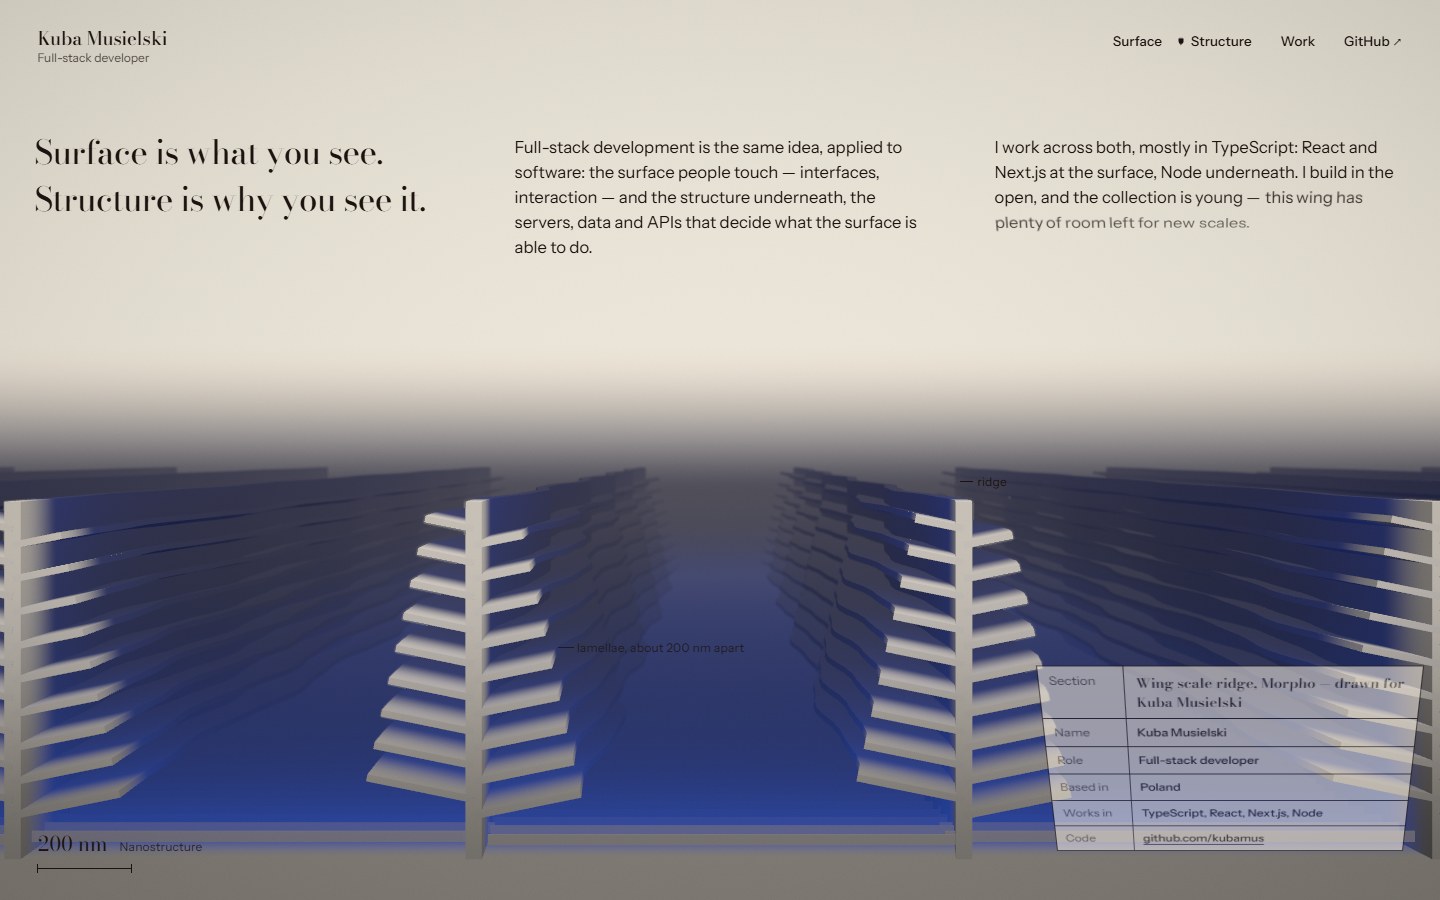 Kuba Musielski
Full-stack developer
Surface
Structure
Work
GitHub ↗
Surface is what you see.
Structure is why you see it.
Full-stack development is the same idea, applied to
software: the surface people touch — interfaces,
interaction — and the structure underneath, the
servers, data and APIs that decide what the surface is
able to do.
I work across both, mostly in TypeScript: React and
Next.js at the surface, Node underneath. I build in the
open, and the collection is young — this wing has
plenty of room left for new scales.
ridge
lamellae, about 200 nm apart
Section
Wing scale ridge, Morpho — drawn for
Kuba Musielski
Name Kuba Musielski
Role Full-stack developer
Based in Poland
Works in TypeScript, React, Next.js, Node
Code github.com/kubamus
200 nm Nanostructure